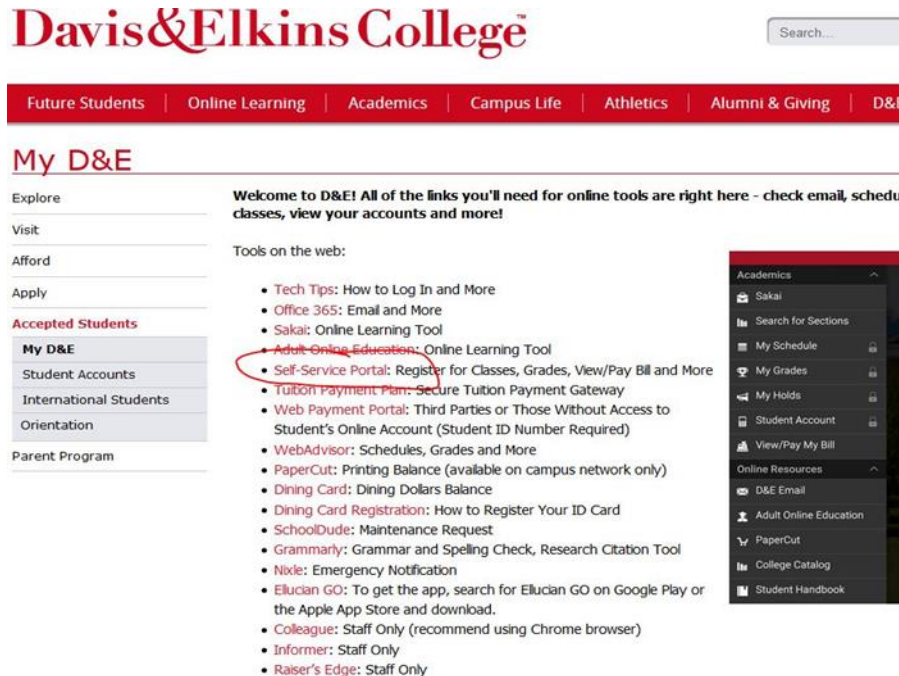 Davis&Elkins College™
Search...
Future Students
Online Learning
Academics
Campus Life
Athletics
Alumni & Giving
D&E
My D&E
Explore
Visit
Afford
Apply
Accepted Students
My D&E
Student Accounts
International Students
Orientation
Parent Program
Welcome to D&E! All of the links you'll need for online tools are right here - check email, schedu
classes, view your accounts and more!
Tools on the web:
• Tech Tips: How to Log In and More
• Office 365: Email and More
• Sakai: Online Learning Tool
• Adult Online Education: Online Learning Tool
• Self-Service Portal: Register for Classes, Grades, View/Pay Bill and More
• Tuition Payment Plan: Secure Tuition Payment Gateway
• Web Payment Portal: Third Parties or Those Without Access to
Student's Online Account (Student ID Number Required)
• WebAdvisor: Schedules, Grades and More
• PaperCut: Printing Balance (available on campus network only)
• Dining Card: Dining Dollars Balance
• Dining Card Registration: How to Register Your ID Card
• SchoolDude: Maintenance Request
• Grammarly: Grammar and Spelling Check, Research Citation Tool
• Nixle: Emergency Notification
• Ellucian GO: To get the app, search for Ellucian GO on Google Play or
the Apple App Store and download.
• Colleague: Staff Only (recommend using Chrome browser)
• Informer: Staff Only
• Raiser's Edge: Staff Only
Academics
Sakai
Search for Sections
My Schedule
My Grades
My Holds
Student Account
View/Pay My Bill
Online Resources
D&E Email
Adult Online Education
PaperCut
College Catalog
Student Handbook